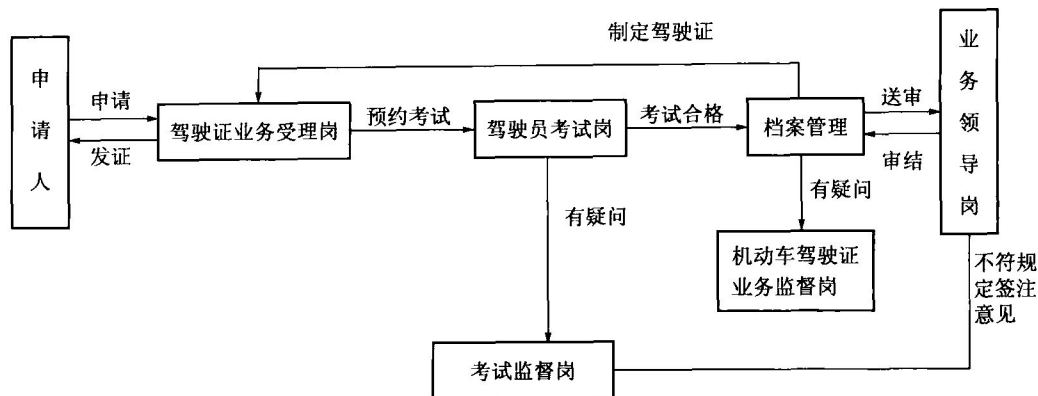 制定驾驶证
申请人
申请
发证
驾驶证业务受理岗
预约考试
驾驶员考试岗
考试合格
档案管理
送审
审结
业务领导岗
有疑问
有疑问
机动车驾驶证
业务监督岗
不符规
定签注
意见
考试监督岗